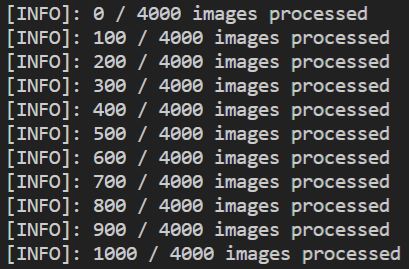 [INFO]: 0 / 4000 images processed
[INFO]: 100 / 4000 images processed
[INFO]: 200 / 4000 images processed
[INFO]: 300 / 4000 images processed
[INFO]: 400 / 4000 images processed
[INFO]: 500 / 4000 images processed
[INFO]: 600 / 4000 images processed
[INFO]: 700 / 4000 images processed
[INFO]: 800 / 4000 images processed
[INFO]: 900 / 4000 images processed
[INFO]: 1000 / 4000 images processed